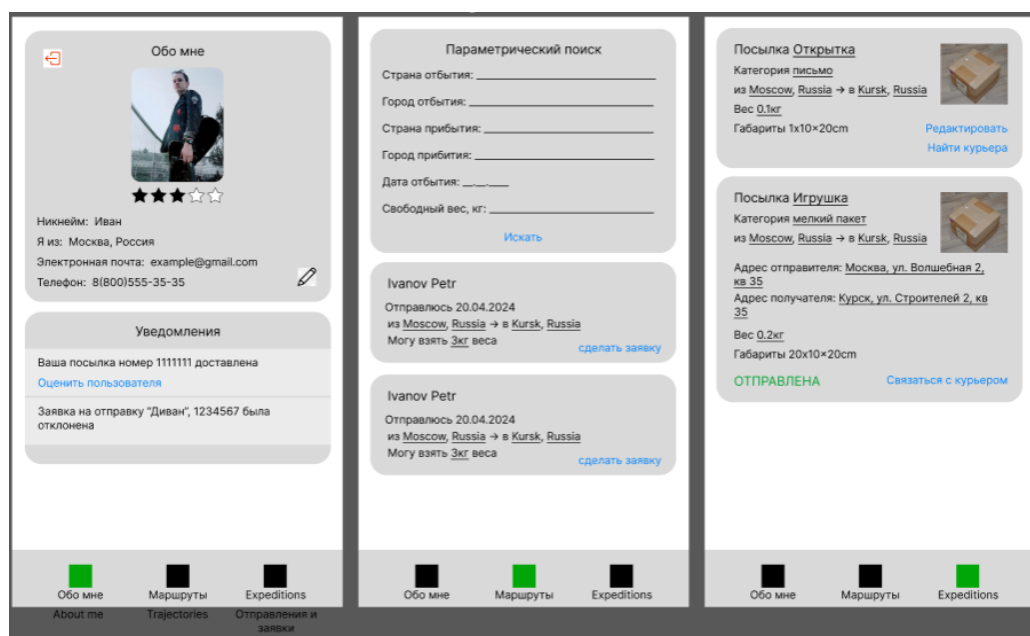 Обо мне
Никнейм: Иван
Я из: Москва, Россия
Электронная почта: example@gmail.com
Телефон: 8(800)555-35-35
Уведомления
Ваша посылка номер 1111111 доставлена
Оценить пользователя
Заявка на отправку "Диван", 1234567 была
отклонена
Обо мне Маршруты Expeditions
About me Trajectories Отправления и
заявки
Параметрический поиск
Страна отбытия:
Город отбытия:
Страна прибытия:
Город прибития:
Дата отбытия: __.__.____
Свободный вес, кг:
Искать
Ivanov Petr
Отправлюсь 20.04.2024
из Moscow, Russia → в Kursk, Russia
Могу взять 3кг веса
сделать заявку
Ivanov Petr
Отправлюсь 20.04.2024
из Moscow, Russia → в Kursk, Russia
Могу взять 3кг веса
сделать заявку
Обо мне Маршруты Expeditions
Посылка Открытка
Категория письмо
из Moscow, Russia → в Kursk, Russia
Вес 0.1кг
Габариты 1x10×20cm
Редактировать
Найти курьера
Посылка Игрушка
Категория мелкий пакет
из Moscow, Russia → в Kursk, Russia
Адрес отправителя: Москва, ул. Волшебная 2,
кв 35
Адрес получателя: Курск, ул. Строителей 2, кв
35
Вес 0.2кг
Габариты 20x10×20cm
ОТПРАВЛЕНА
Связаться с курьером
Обо мне Маршруты Expeditions